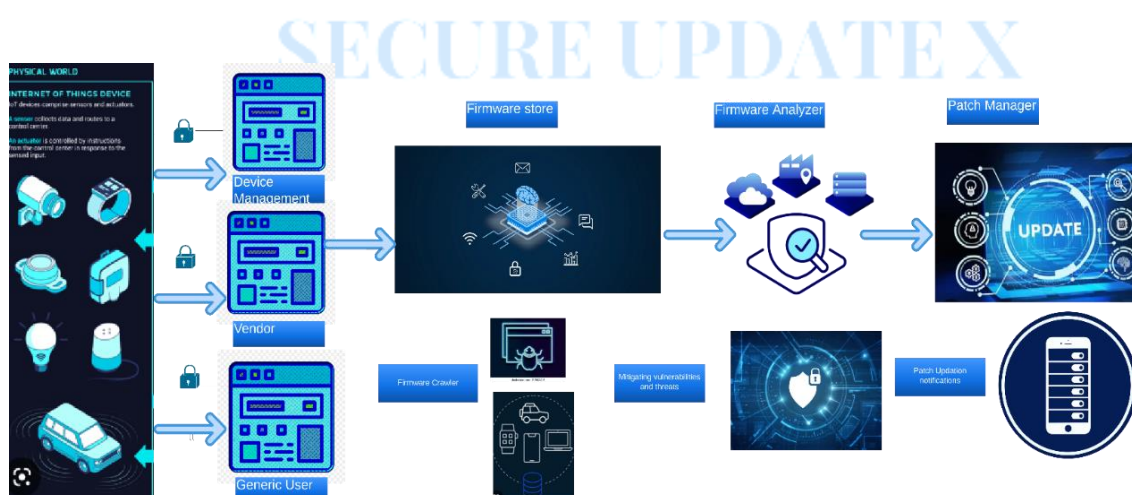 SECURE UPDATE X
PHYSICAL WORLD
INTERNET OF THINGS DEVICE
IoT devices comprise sensors and actuators.
A sensor collects data and routes to a
control center.
An actuator is controlled by instructions
from the control center in response to the
sensed input.
Device
Management
Vendor
Generic User
Firmware store
Firmware Analyzer
Patch Manager
UPDATE
Firmware Crawler
Mitigating vulnerabilities
and threats
Patch Updation
notifications